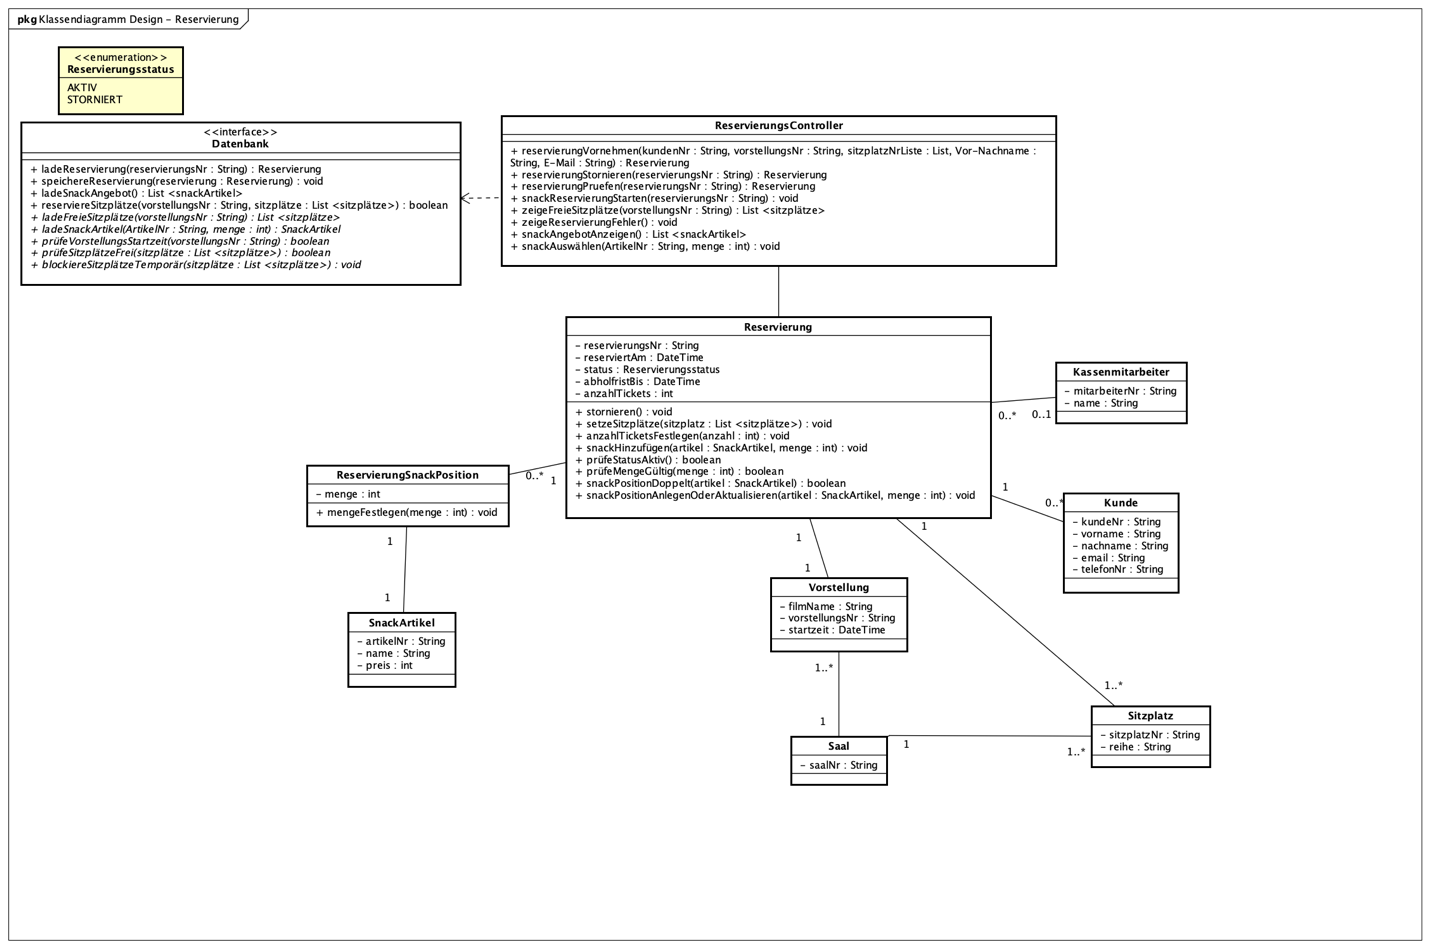 pkg Klassendiagramm Design – Reservierung
<<enumeration>>
Reservierungsstatus
AKTIV
STORNIERT
<<interface>>
Datenbank
+ ladeReservierung(reservierungsNr : String) : Reservierung
+ speichereReservierung(reservierung : Reservierung) : void
+ ladeSnackAngebot() : List <snackArtikel>
+ reserviereSitzplätze(vorstellungsNr : String, sitzplätze : List <sitzplätze>) : boolean
+ ladeFreieSitzplätze(vorstellungsNr : String) : List <sitzplätze>
+ ladeSnackArtikel(ArtikelNr : String, menge : int) : SnackArtikel
+ prüfeVorstellungsStartzeit(vorstellungsNr : String) : boolean
+ prüfeSitzplätzeFrei(sitzplätze : List <sitzplätze>) : boolean
+ blockiereSitzplätzeTemporär(sitzplätze : List <sitzplätze>) : void
ReservierungsController
+ reservierungVornehmen(kundenNr : String, vorstellungsNr : String, sitzplatzNrListe : List, Vor-Nachname :
String, E-Mail : String) : Reservierung
+ reservierungStornieren(reservierungsNr : String) : Reservierung
+ reservierungPruefen(reservierungsNr : String) : Reservierung
+ snackReservierungStarten(reservierungsNr : String) : void
+ zeigeFreieSitzplätze(vorstellungsNr : String) : List <sitzplätze>
+ zeigeReservierungFehler() : void
+ snackAngebotAnzeigen() : List <snackArtikel>
+ snackAuswählen(ArtikelNr : String, menge : int) : void
Reservierung
– reservierungsNr : String
– reserviertAm : DateTime
– status : Reservierungsstatus
– abholfristBis : DateTime
– anzahlTickets : int
+ stornieren() : void
+ setzeSitzplätze(sitzplatz : List <sitzplätze>) : void
+ anzahlTicketsFestlegen(anzahl : int) : void
+ snackHinzufügen(artikel : SnackArtikel, menge : int) : void
+ prüfeStatusAktiv() : boolean
+ prüfeMengeGültig(menge : int) : boolean
+ snackPositionDoppelt(artikel : SnackArtikel) : boolean
+ snackPositionAnlegenOderAktualisieren(artikel : SnackArtikel, menge : int) : void
Kassenmitarbeiter
– mitarbeiterNr : String
– name : String
0..*
0..1
ReservierungSnackPosition
– menge : int
+ mengeFestlegen(menge : int) : void
0..*
1
1
0..*
Kunde
– kundeNr : String
– vorname : String
– nachname : String
– email : String
– telefonNr : String
1
1
SnackArtikel
– artikelNr : String
– name : String
– preis : int
1
1
1
Vorstellung
– filmName : String
– vorstellungsNr : String
– startzeit : DateTime
1..*
1
1..*
Sitzplatz
– sitzplatzNr : String
– reihe : String
Saal
– saalNr : String
1
1..*